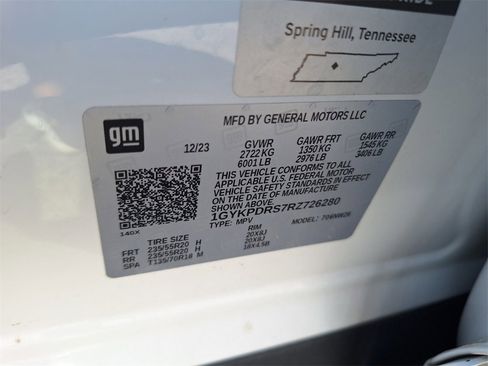 Spring Hill, Tennessee
gm
MFD BY GENERAL MOTORS LLC
12/23 GVWR GAWR FRT GAWR RR
2722 KG 1350 KG 1545 KG
6001 LB 2976 LB 3406 LB
THIS VEHICLE CONFORMS TO ALL
APPLICABLE U.S. FEDERAL MOTOR
VEHICLE SAFETY STANDARDS IN EFFECT
ON THE DATE OF MANUFACTURE
SHOWN ABOVE.
1GYKPDRS7RZ726280
TYPE: MPV MODEL: 706NW26
140X
TIRE SIZE RIM
FRT 235/55R20 H 20X8J
RR 235/55R20 H 20X8J
SPA T135/70R18 M 18X4.5B